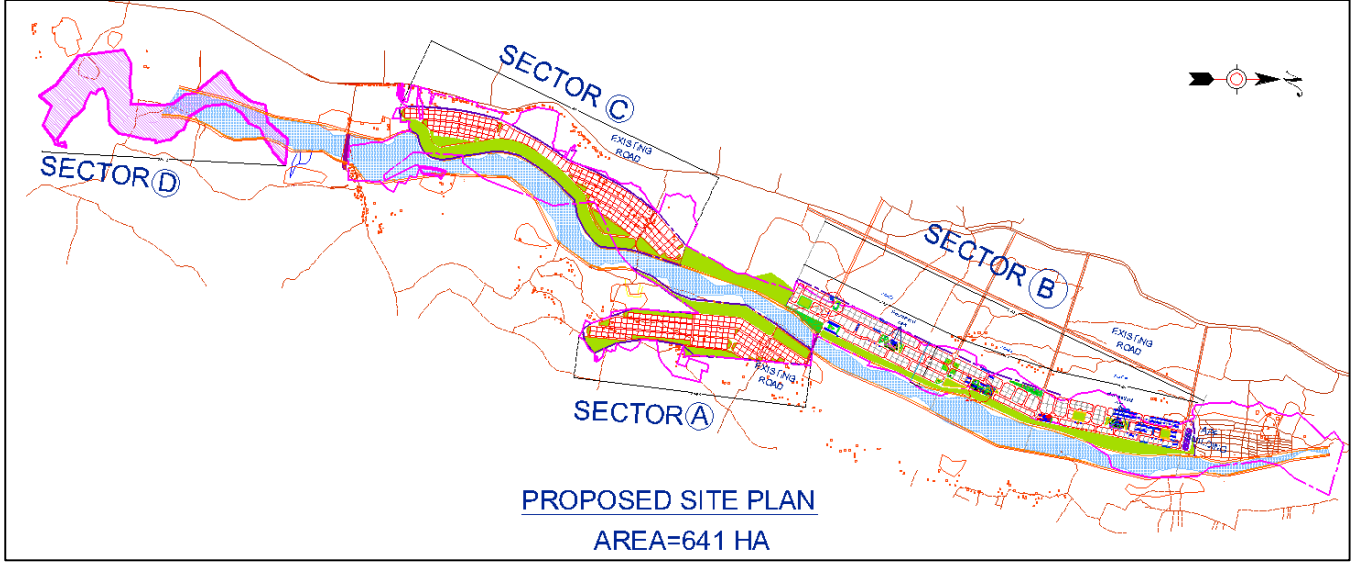 SECTOR C
EXISTING
ROAD
SECTOR D
SECTOR B
EXISTING
ROAD
EXISTING
ROAD
SECTOR A
PROPOSED SITE PLAN
AREA=641 HA